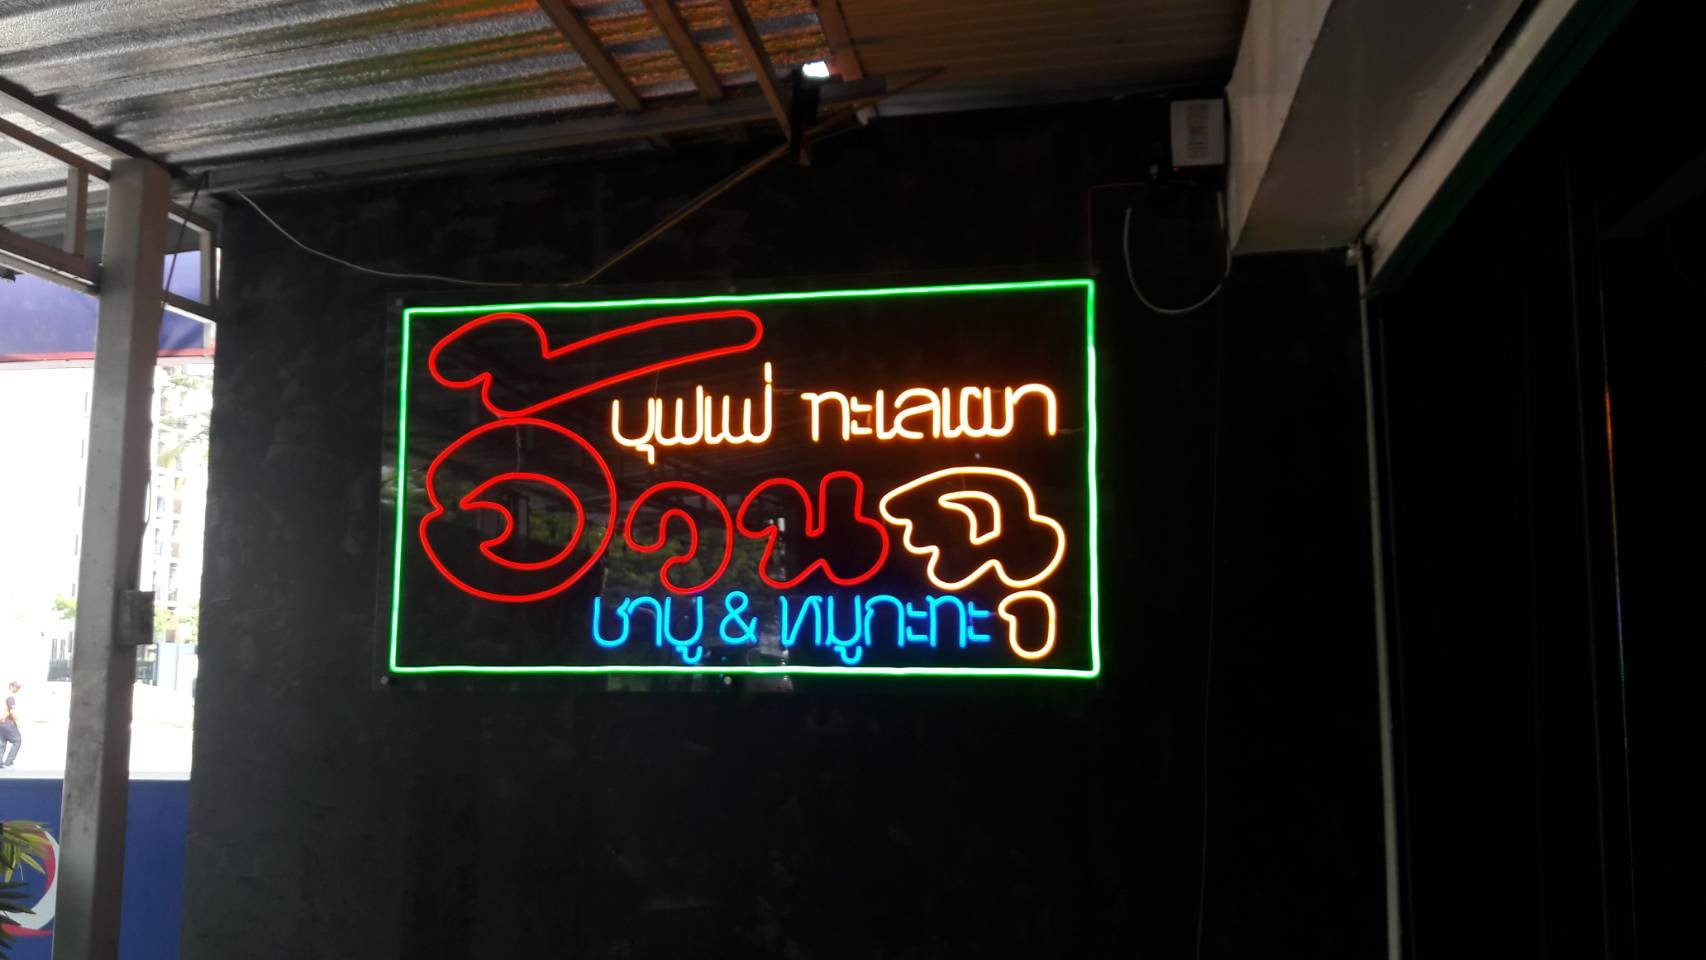 บุฟเฟ่ ทะเลเผา
อ้วนฉุ
ชาบู & หมูกะทะ